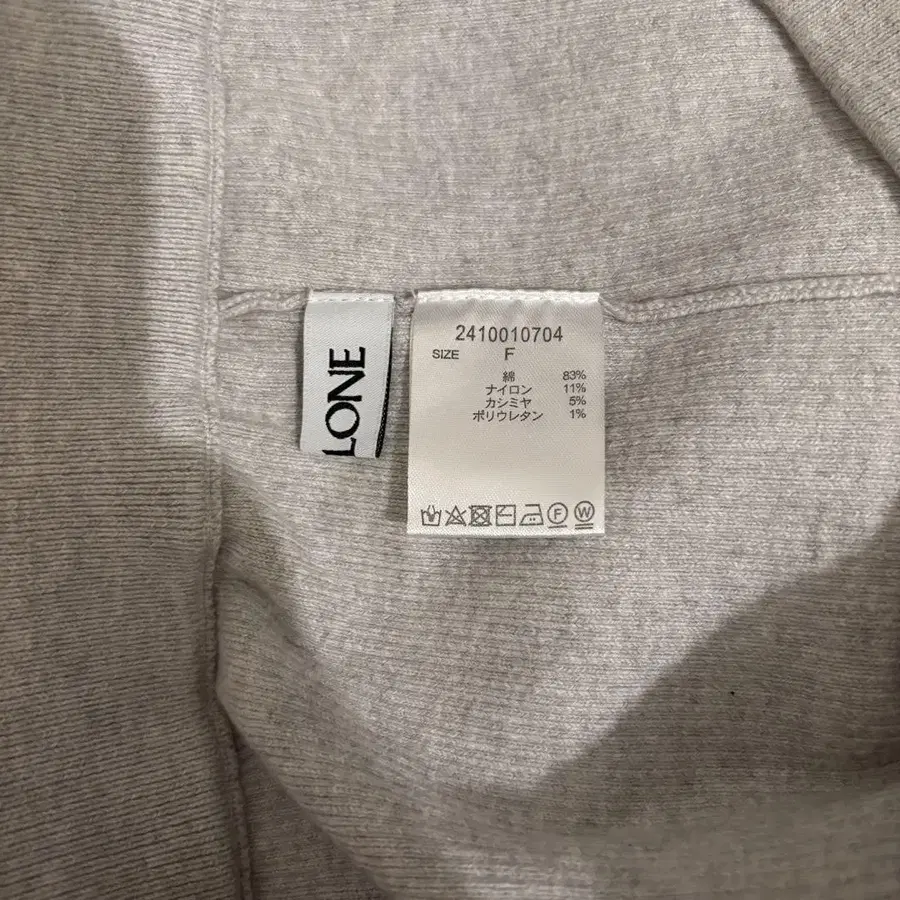 LONE
2410010704
SIZE F
綿 83%
ナイロン 11%
カシミヤ 5%
ポリウレタン 1%
F W